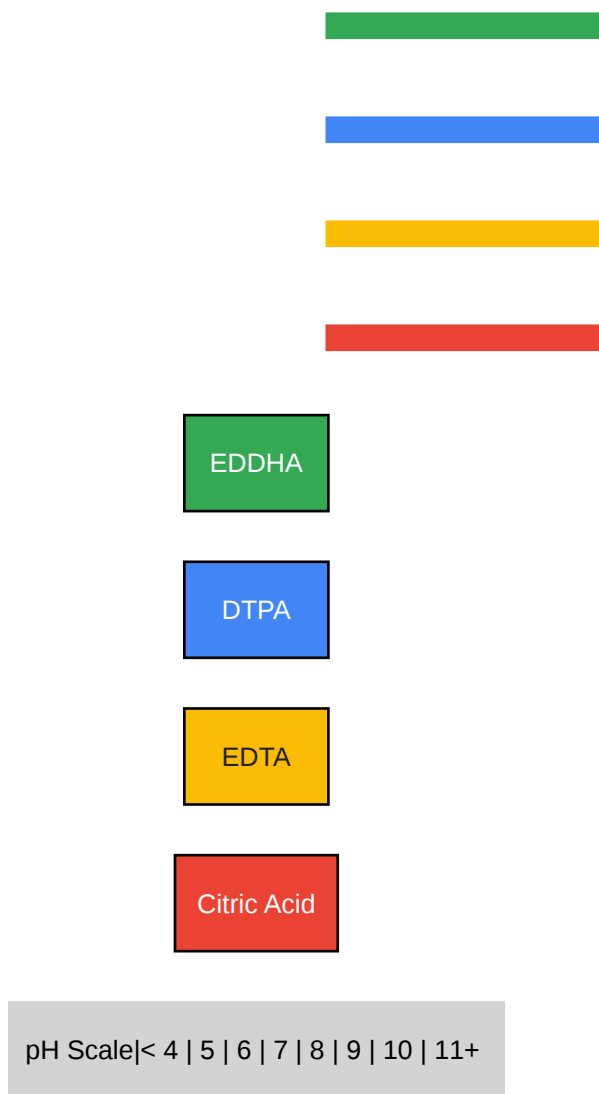 EDDHA
DTPA
EDTA
Citric Acid
pH Scale|< 4 | 5 | 6 | 7 | 8 | 9 | 10 | 11+